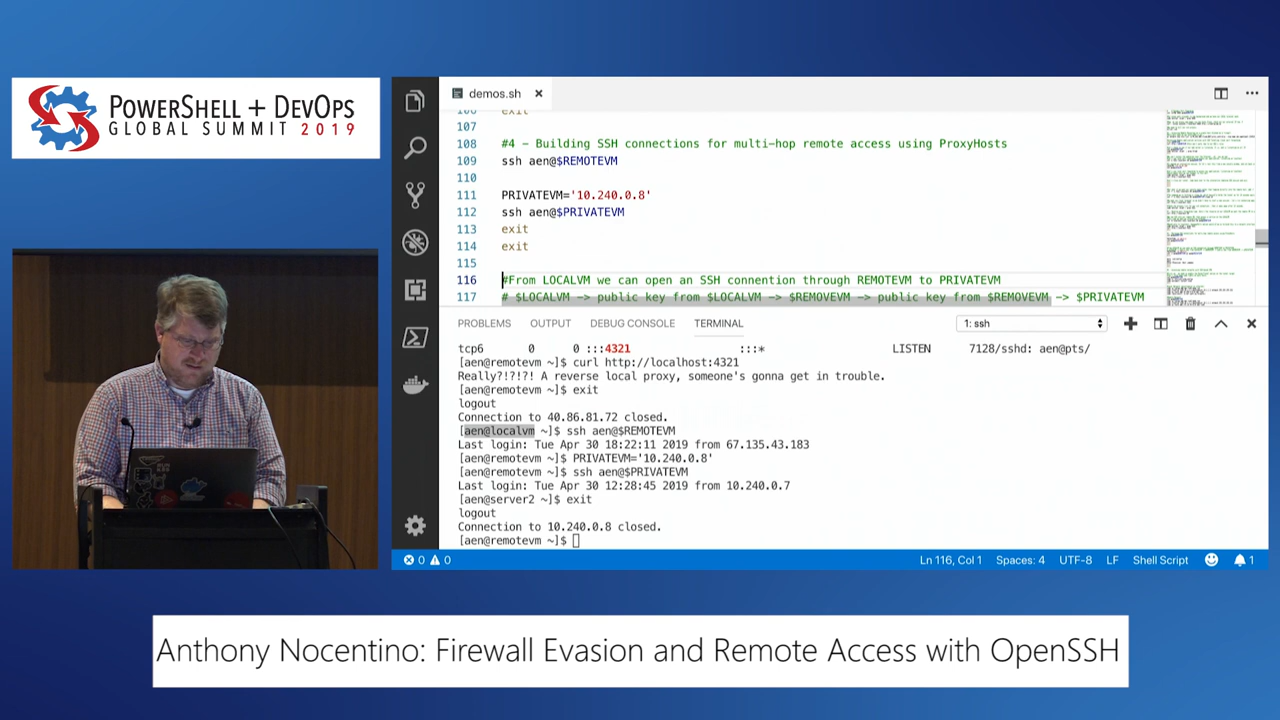 POWERSHELL + DEVOPS
GLOBAL SUMMIT 2019
demos.sh
106 exit
107
108 #4 - Building SSH connections for multi-hop remote access using ProxyHosts
109 ssh aen@$REMOTEVM
110
111 PRIVATEVM='10.240.0.8'
112 ssh aen@$PRIVATEVM
113 exit
114 exit
115
116 #From LOCALVM we can open an SSH connection through REMOTEVM to PRIVATEVM
117 # $LOCALVM -> public key from $LOCALVM -> $REMOVEVM -> public key from $REMOVEVM -> $PRIVATEVM
PROBLEMS OUTPUT DEBUG CONSOLE TERMINAL 1: ssh
tcp6 0 0 :::4321 :::* LISTEN 7128/sshd: aen@pts/
[aen@remotevm ~]$ curl http://localhost:4321
Really?!?!?! A reverse local proxy, someone's gonna get in trouble.
[aen@remotevm ~]$ exit
logout
Connection to 40.86.81.72 closed.
[aen@localvm ~]$ ssh aen@$REMOTEVM
Last login: Tue Apr 30 18:22:11 2019 from 67.135.43.183
[aen@remotevm ~]$ PRIVATEVM='10.240.0.8'
[aen@remotevm ~]$ ssh aen@$PRIVATEVM
Last login: Tue Apr 30 12:28:45 2019 from 10.240.0.7
[aen@server2 ~]$ exit
logout
Connection to 10.240.0.8 closed.
[aen@remotevm ~]$
0 0 Ln 116, Col 1 Spaces: 4 UTF-8 LF Shell Script 1
Anthony Nocentino: Firewall Evasion and Remote Access with OpenSSH